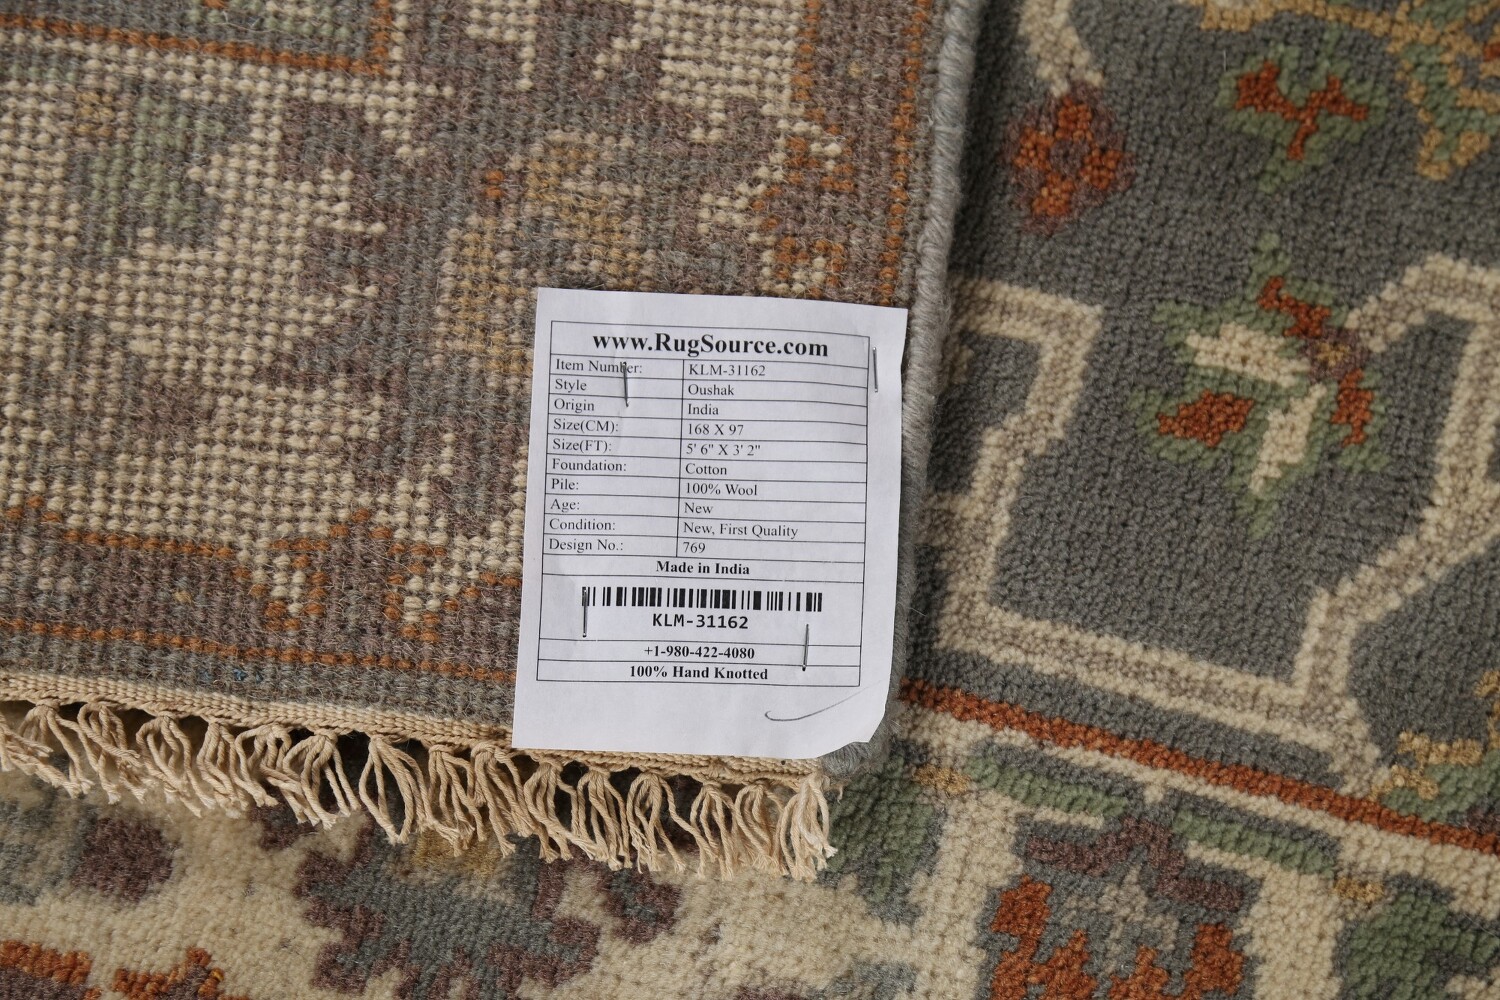 www.RugSource.com
Item Number: KLM-31162
Style Oushak
Origin India
Size(CM): 168 X 97
Size(FT): 5' 6" X 3' 2"
Foundation: Cotton
Pile: 100% Wool
Age: New
Condition: New, First Quality
Design No.: 769
Made in India
KLM-31162
+1-980-422-4080
100% Hand Knotted